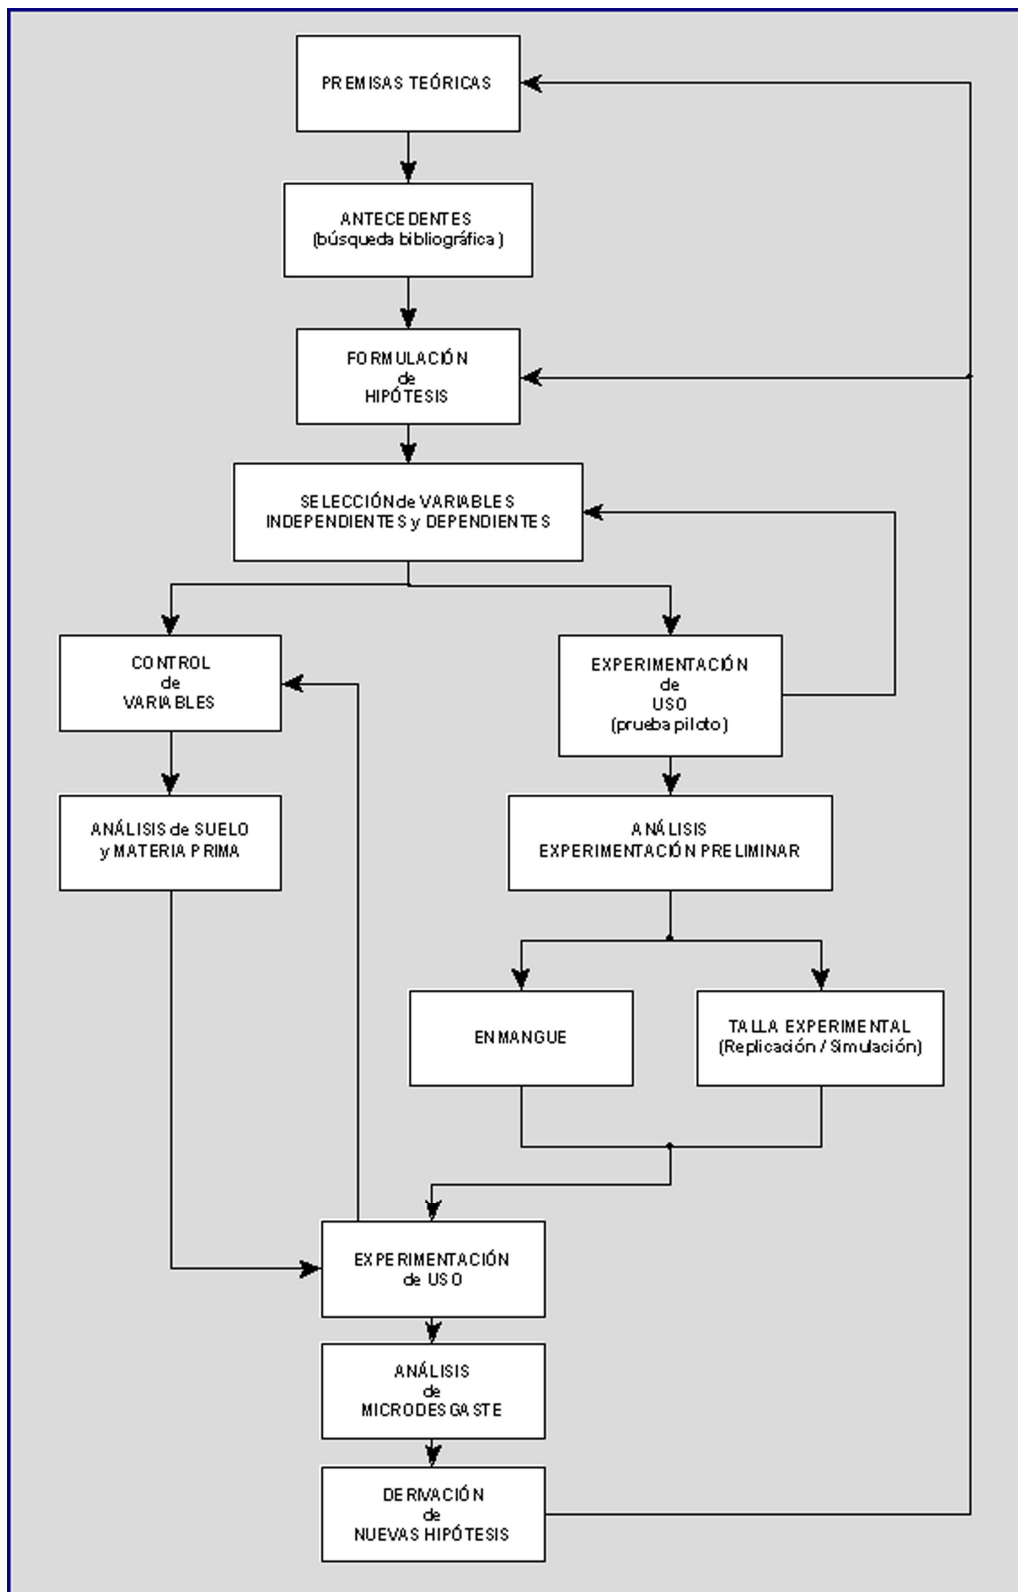 PREMISAS TEÓRICAS
ANTECEDENTES
(búsqueda bibliográfica)
FORMULACIÓN
de
HIPÓTESIS
SELECCIÓN de VARIABLES
INDEPENDIENTES y DEPENDIENTES
CONTROL
de
VARIABLES
EXPERIMENTACIÓN
de
USO
(prueba piloto)
ANÁLISIS de SUELO
y MATERIA PRIMA
ANÁLISIS
EXPERIMENTACIÓN PRELIMINAR
ENMANGUE
TALLA EXPERIMENTAL
(Replicación / Simulación)
EXPERIMENTACIÓN
de USO
ANÁLISIS
de
MICRODESGASTE
DERIVACIÓN
de
NUEVAS HIPÓTESIS